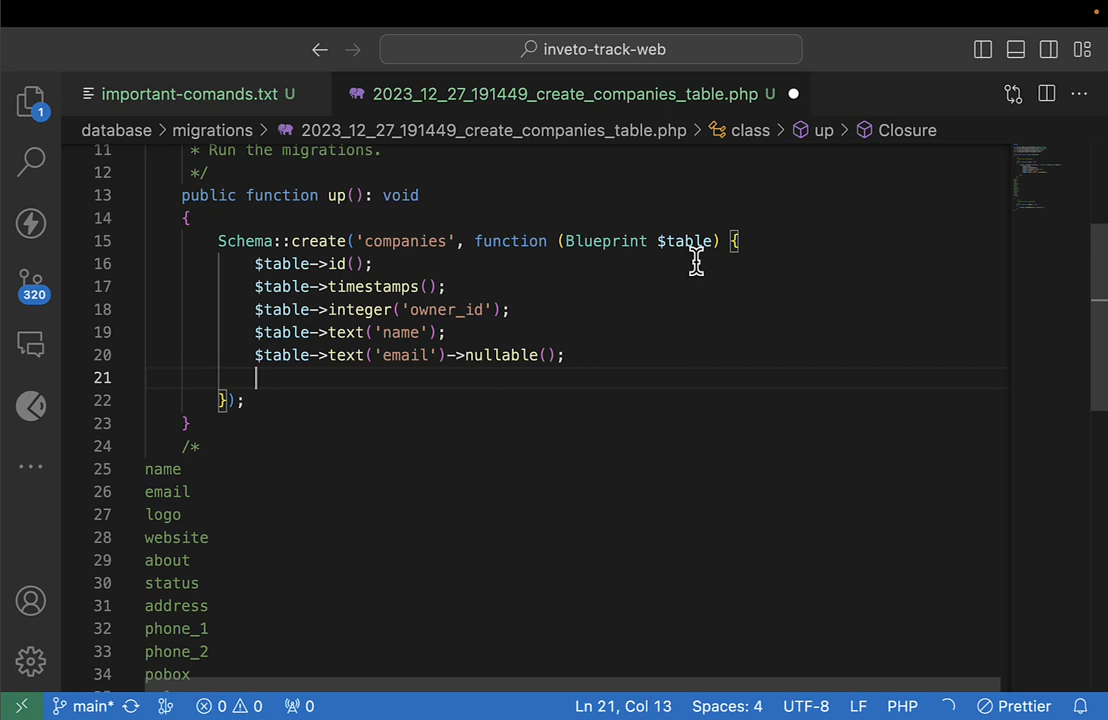 inveto-track-web
important-comands.txt U
2023_12_27_191449_create_companies_table.php U
database > migrations > 2023_12_27_191449_create_companies_table.php > class > up > Closure
1
320
11 * Run the migrations.
12 */
13 public function up(): void
14 {
15 Schema::create('companies', function (Blueprint $table) {
16 $table->id();
17 $table->timestamps();
18 $table->integer('owner_id');
19 $table->text('name');
20 $table->text('email')->nullable();
21
22 });
23 }
24 /*
25 name
26 email
27 logo
28 website
29 about
30 status
31 address
32 phone_1
33 phone_2
34 pobox
main* 0 0 0 Ln 21, Col 13 Spaces: 4 UTF-8 LF PHP Prettier